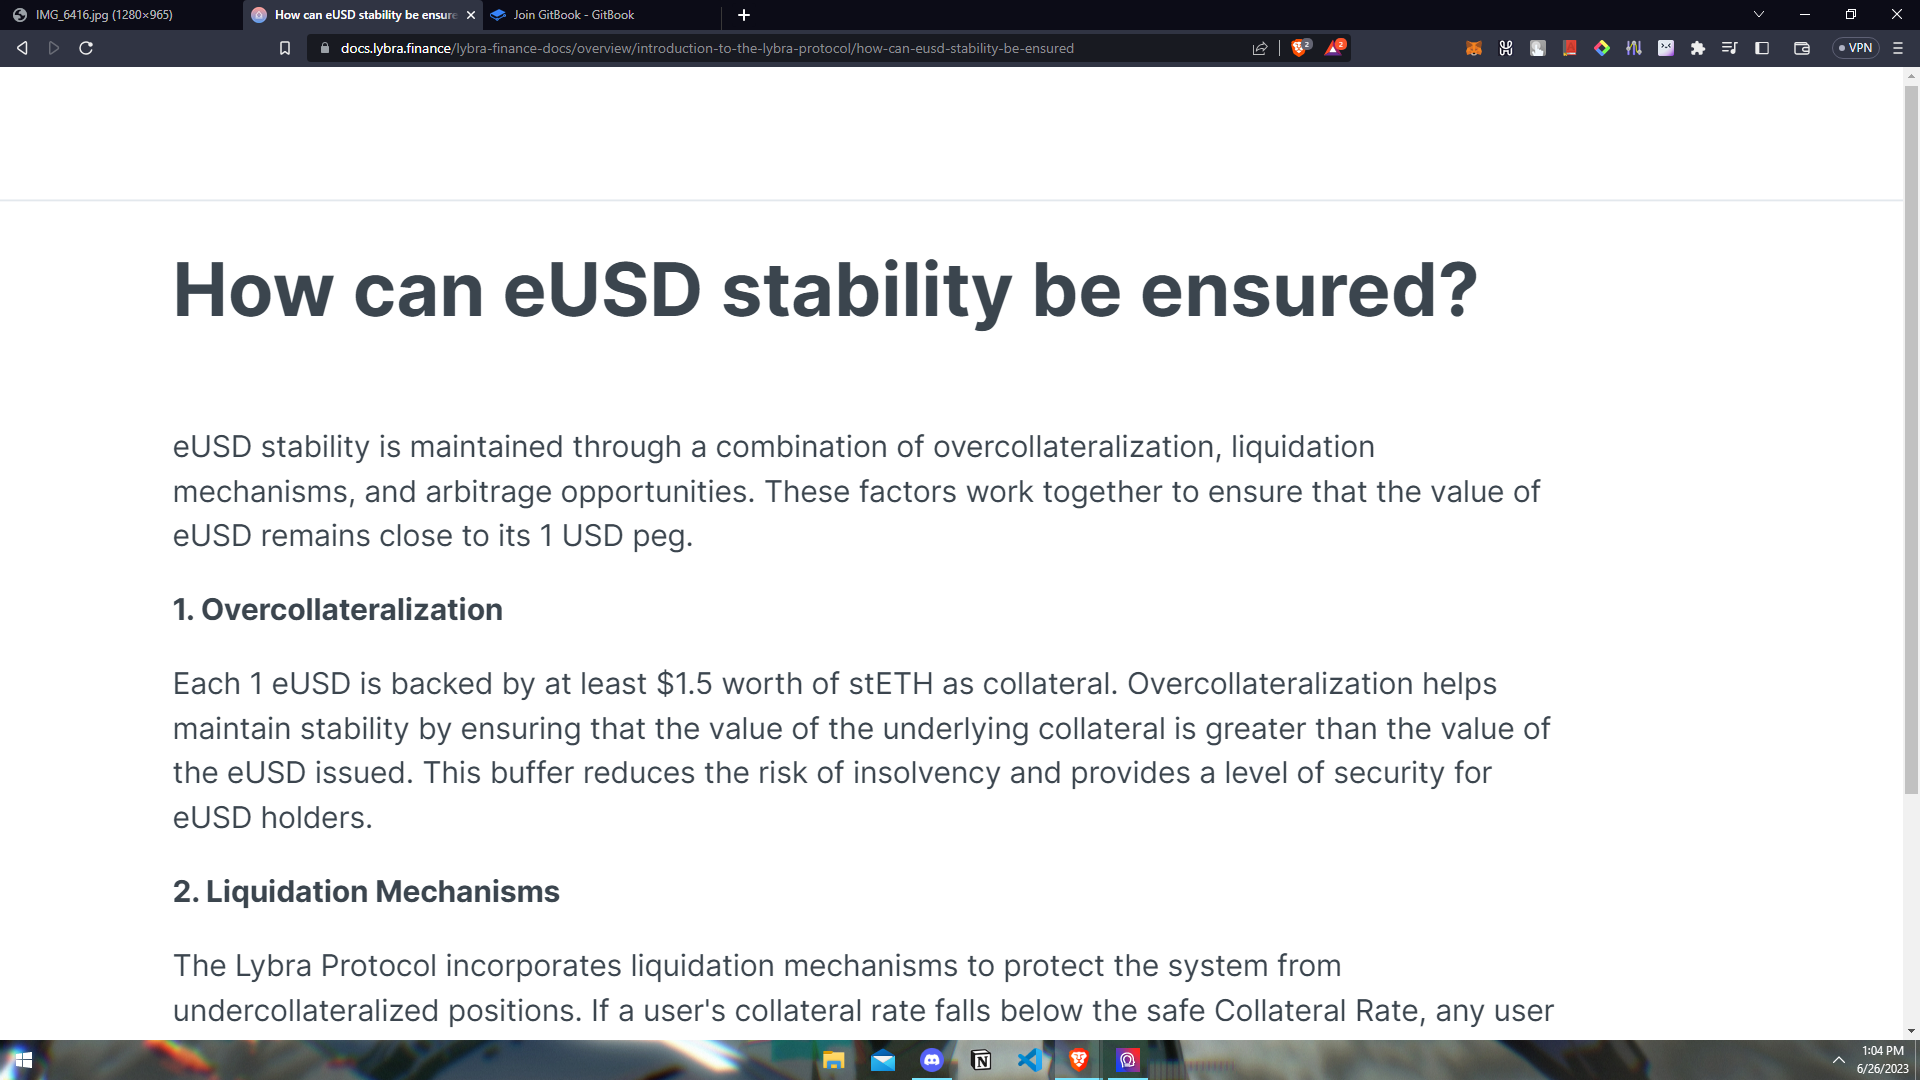 IMG_6416.jpg (1280×965)
How can eUSD stability be ensure
Join GitBook - GitBook
docs.lybra.finance/lybra-finance-docs/overview/introduction-to-the-lybra-protocol/how-can-eusd-stability-be-ensured
2
2
VPN
How can eUSD stability be ensured?
eUSD stability is maintained through a combination of overcollateralization, liquidation
mechanisms, and arbitrage opportunities. These factors work together to ensure that the value of
eUSD remains close to its 1 USD peg.
1. Overcollateralization
Each 1 eUSD is backed by at least $1.5 worth of stETH as collateral. Overcollateralization helps
maintain stability by ensuring that the value of the underlying collateral is greater than the value of
the eUSD issued. This buffer reduces the risk of insolvency and provides a level of security for
eUSD holders.
2. Liquidation Mechanisms
The Lybra Protocol incorporates liquidation mechanisms to protect the system from
undercollateralized positions. If a user's collateral rate falls below the safe Collateral Rate, any user
1:04 PM
6/26/2023